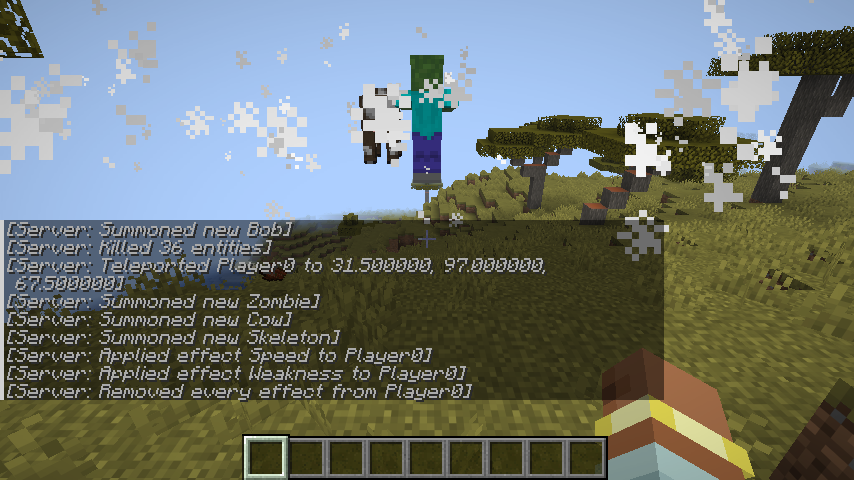 [Server: Summoned new Bob]
[Server: Killed 36 entities]
[Server: Teleported Player0 to 31.500000, 97.000000,
67.500000]
[Server: Summoned new Zombie]
[Server: Summoned new Cow]
[Server: Summoned new Skeleton]
[Server: Applied effect Speed to Player0]
[Server: Applied effect Weakness to Player0]
[Server: Removed every effect from Player0]